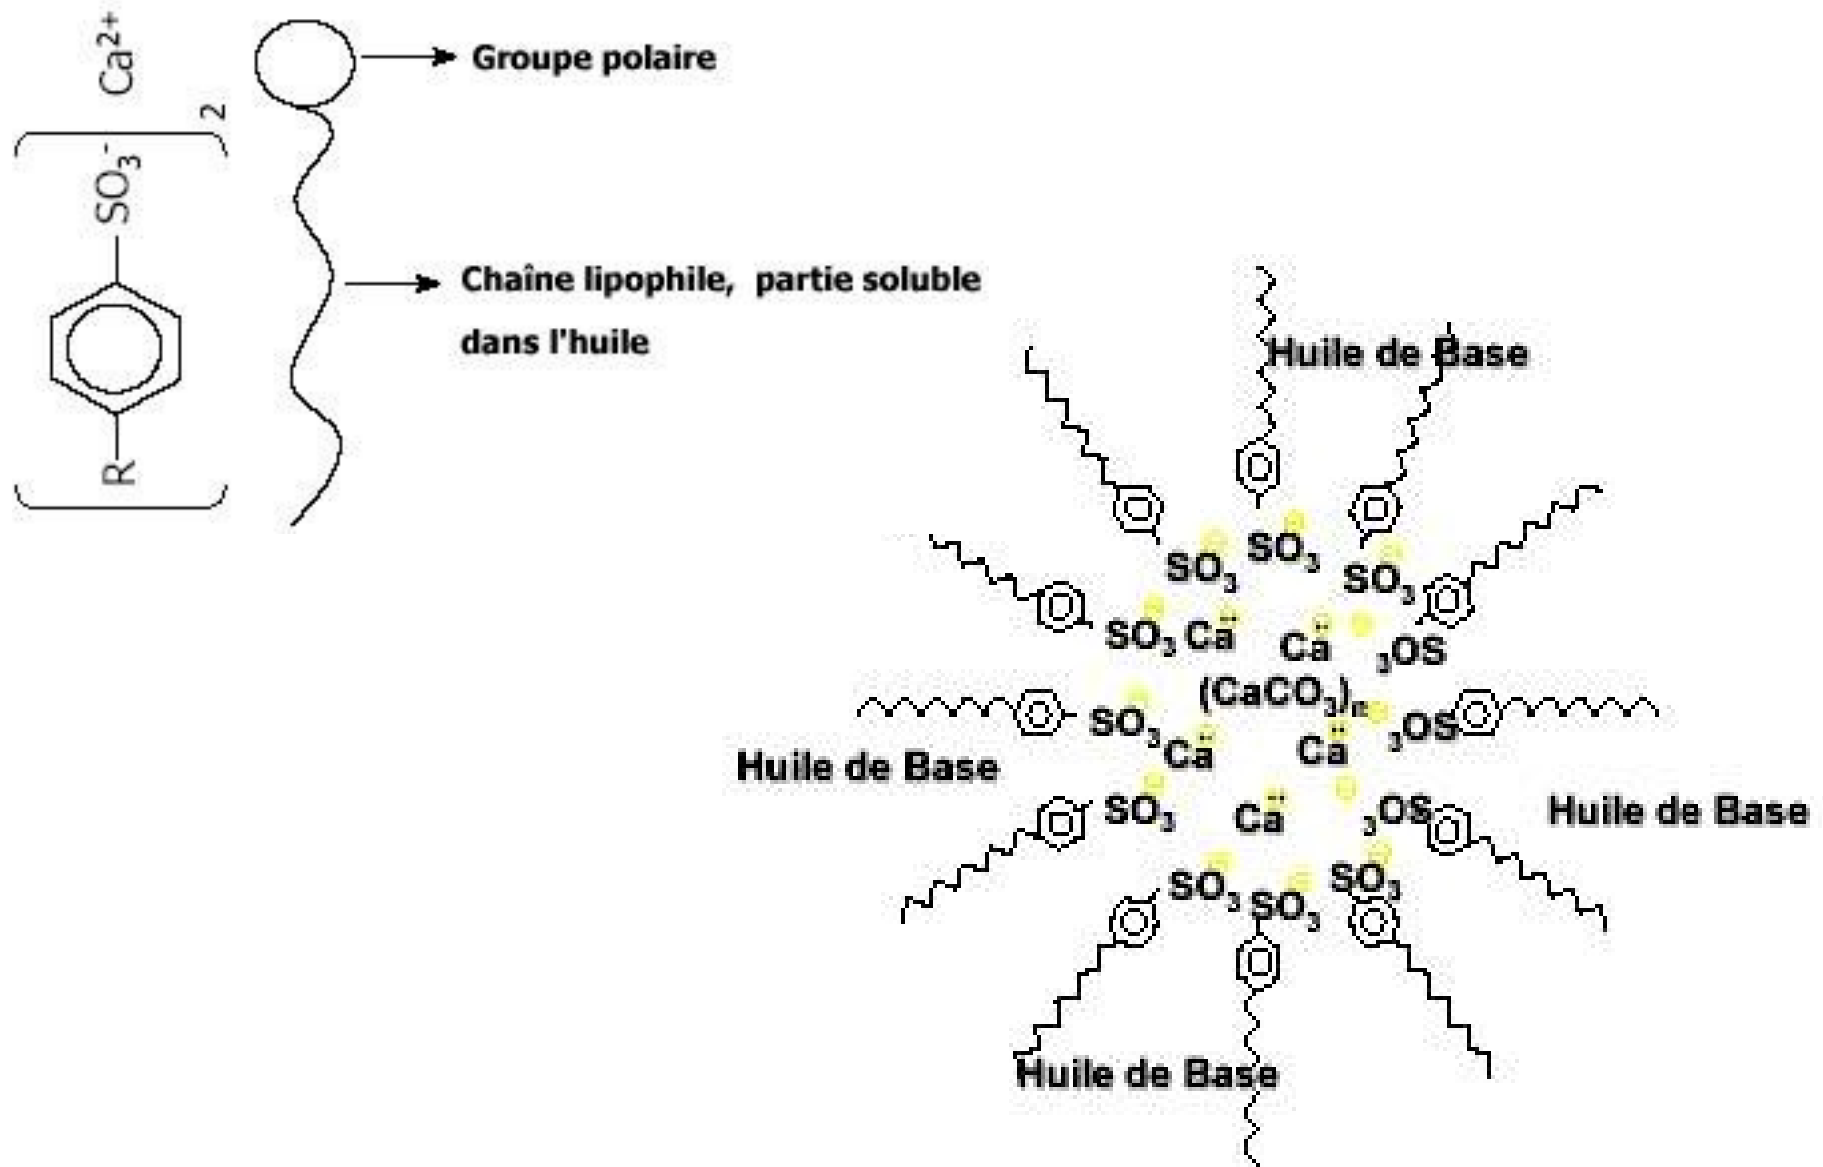 Ca²⁺
2
SO₃⁻
R
Groupe polaire
Chaîne lipophile, partie soluble
dans l'huile
Huile de Base
SO₃
SO₃
SO₃
SO₃ Ca⁺⁺
Ca⁺⁺
₃OS
(CaCO₃)ₙ
SO₃
₃OS
Ca⁺⁺
Ca⁺⁺
Huile de Base
SO₃
Ca⁺⁺
₃OS
Huile de Base
SO₃
SO₃
SO₃
Huile de Base